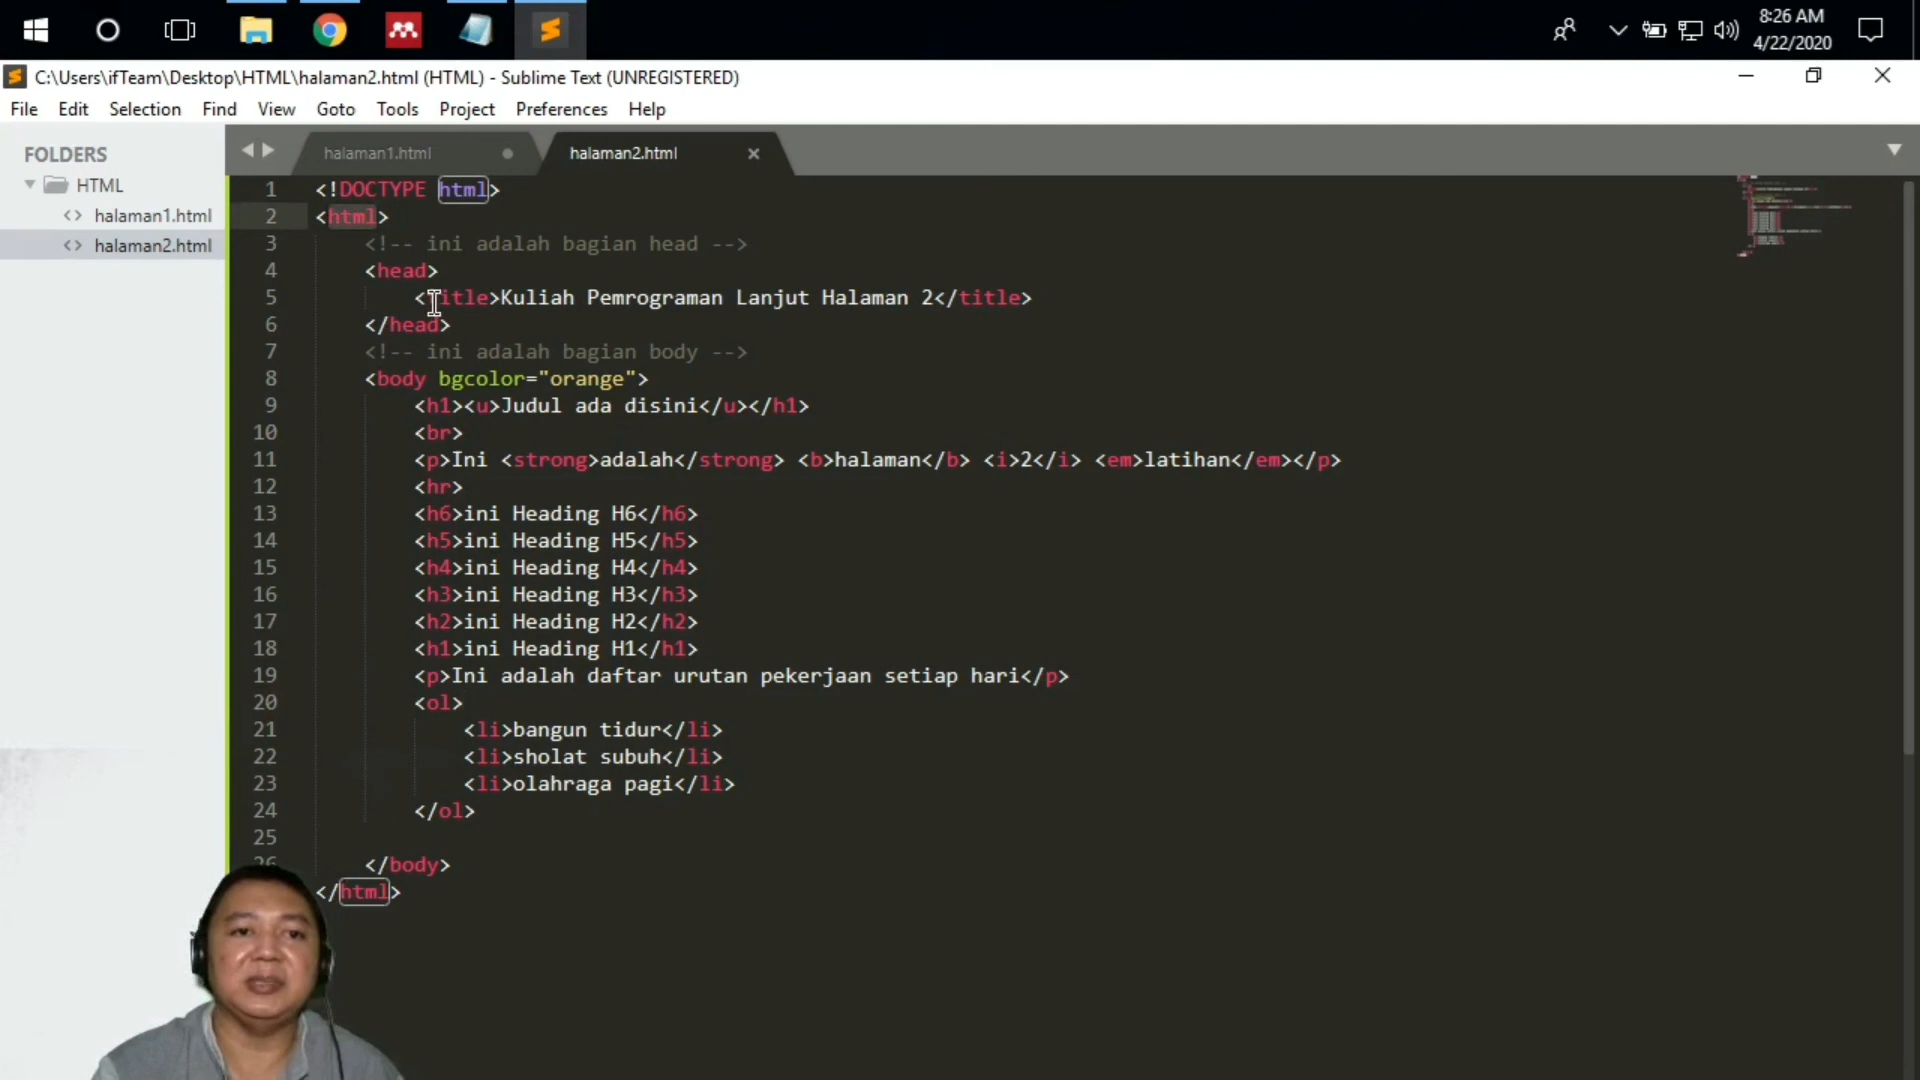 8:26 AM
4/22/2020
C:\Users\ifTeam\Desktop\HTML\halaman2.html (HTML) - Sublime Text (UNREGISTERED)
File Edit Selection Find View Goto Tools Project Preferences Help
FOLDERS
HTML
<> halaman1.html
<> halaman2.html
halaman1.html halaman2.html
1 <!DOCTYPE html>
2 <html>
3 <!-- ini adalah bagian head -->
4 <head>
5 <title>Kuliah Pemrograman Lanjut Halaman 2</title>
6 </head>
7 <!-- ini adalah bagian body -->
8 <body bgcolor="orange">
9 <h1><u>Judul ada disini</u></h1>
10 <br>
11 <p>Ini <strong>adalah</strong> <b>halaman</b> <i>2</i> <em>latihan</em></p>
12 <hr>
13 <h6>ini Heading H6</h6>
14 <h5>ini Heading H5</h5>
15 <h4>ini Heading H4</h4>
16 <h3>ini Heading H3</h3>
17 <h2>ini Heading H2</h2>
18 <h1>ini Heading H1</h1>
19 <p>Ini adalah daftar urutan pekerjaan setiap hari</p>
20 <ol>
21 <li>bangun tidur</li>
22 <li>sholat subuh</li>
23 <li>olahraga pagi</li>
24 </ol>
25
26 </body>
</html>